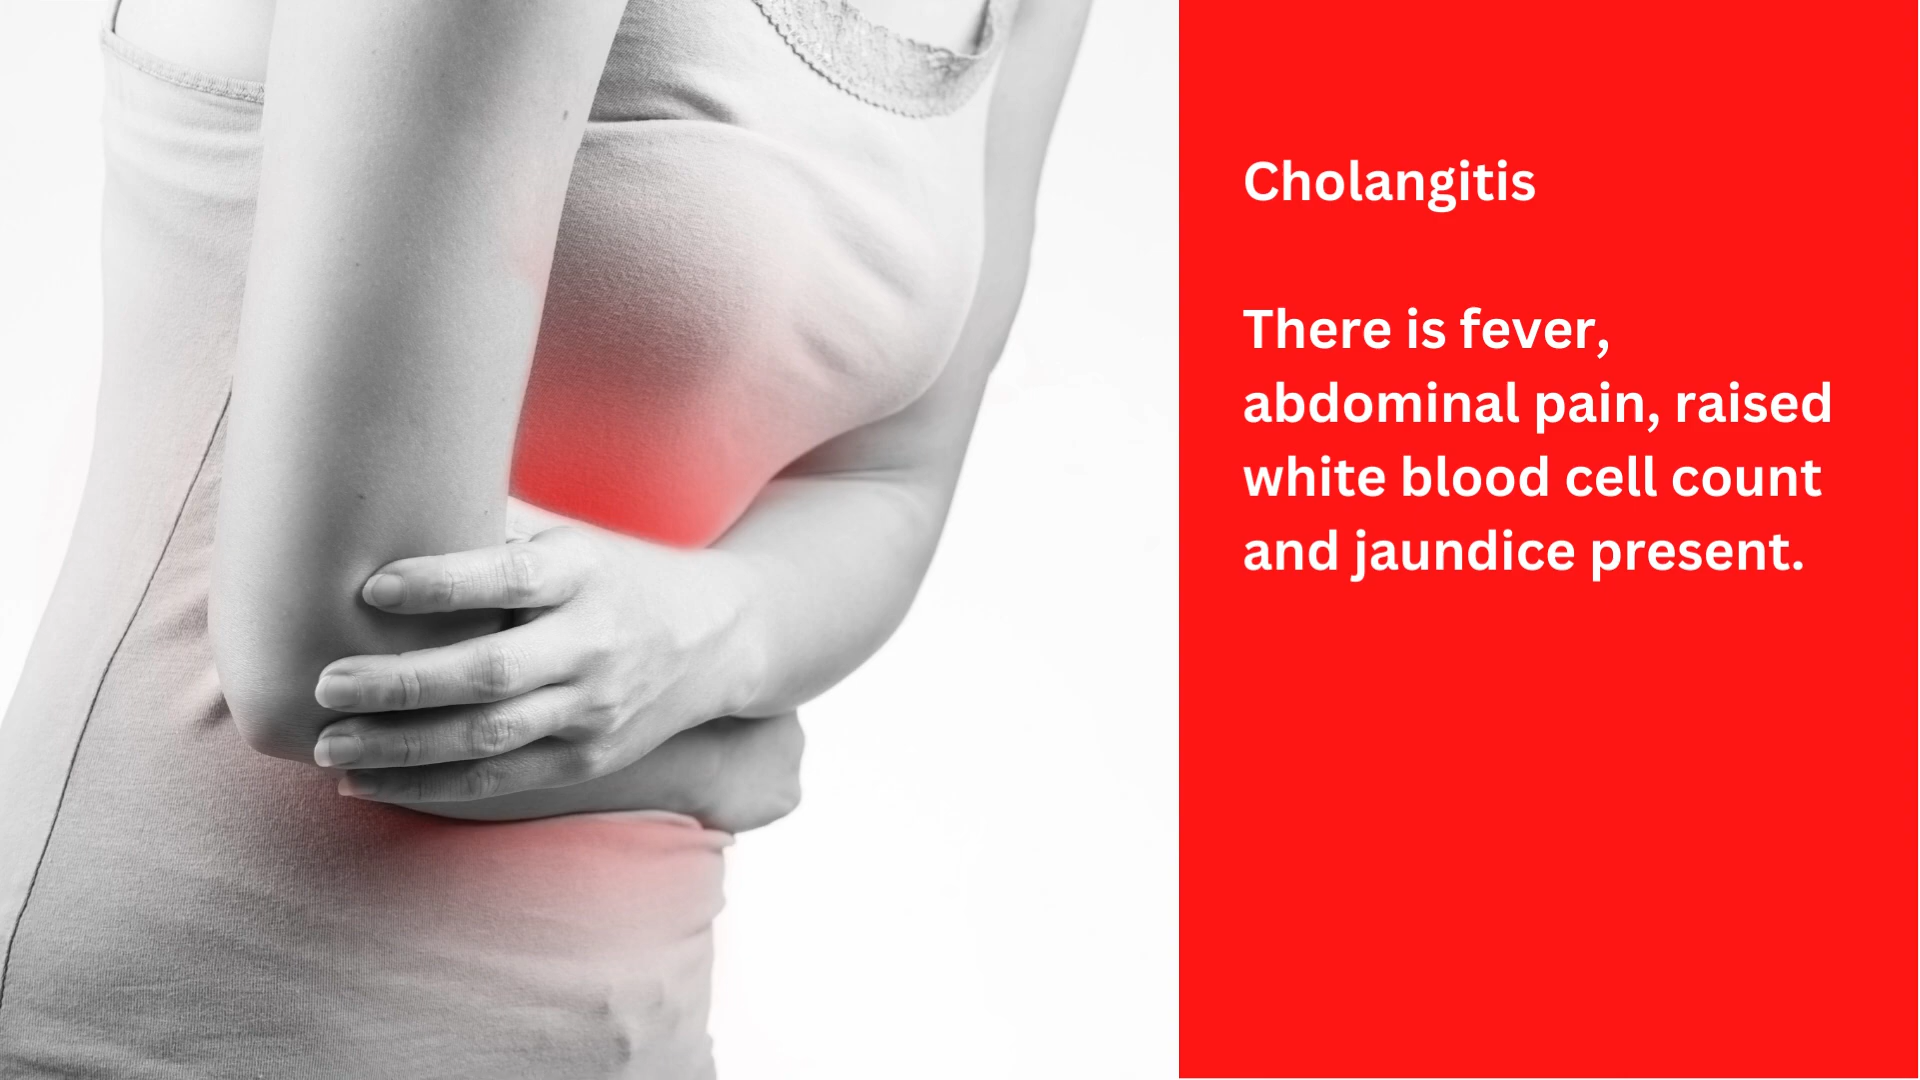 Cholangitis
There is fever,
abdominal pain, raised
white blood cell count
and jaundice present.